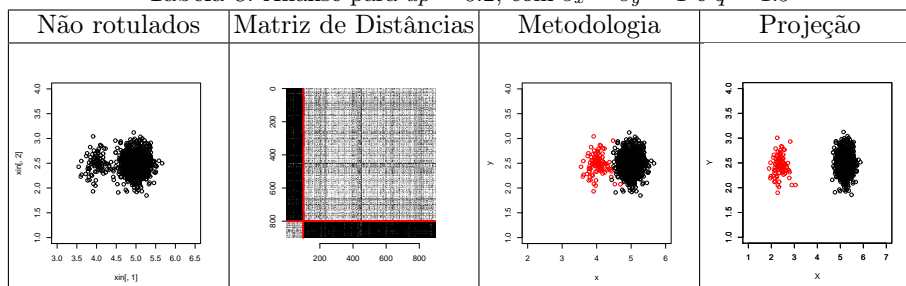 Não rotulados Matriz de Distâncias Metodologia Projeção
xin[, 2]
4.0
3.5
3.0
2.5
2.0
1.5
1.0
3.0 3.5 4.0 4.5 5.0 5.5 6.0 6.5
xin[, 1]
0
200
400
600
800
200 400 600 800
y
4.0
3.5
3.0
2.5
2.0
1.5
1.0
2 3 4 5 6
x
Y
4.0
3.5
3.0
2.5
2.0
1.5
1.0
1 2 3 4 5 6 7
X